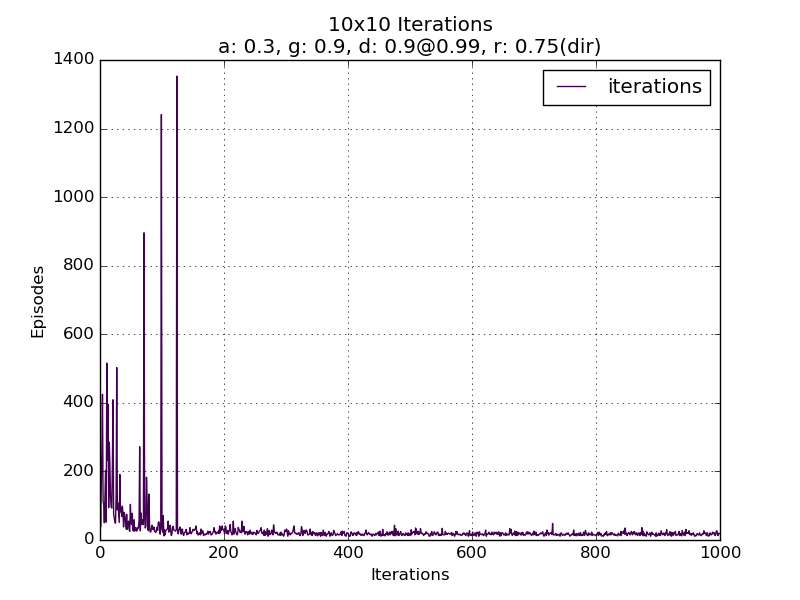 10x10 Iterations
a: 0.3, g: 0.9, d: 0.9@0.99, r: 0.75(dir)
iterations
1400
1200
1000
800
600
400
200
0
Episodes
0 200 400 600 800 1000
Iterations